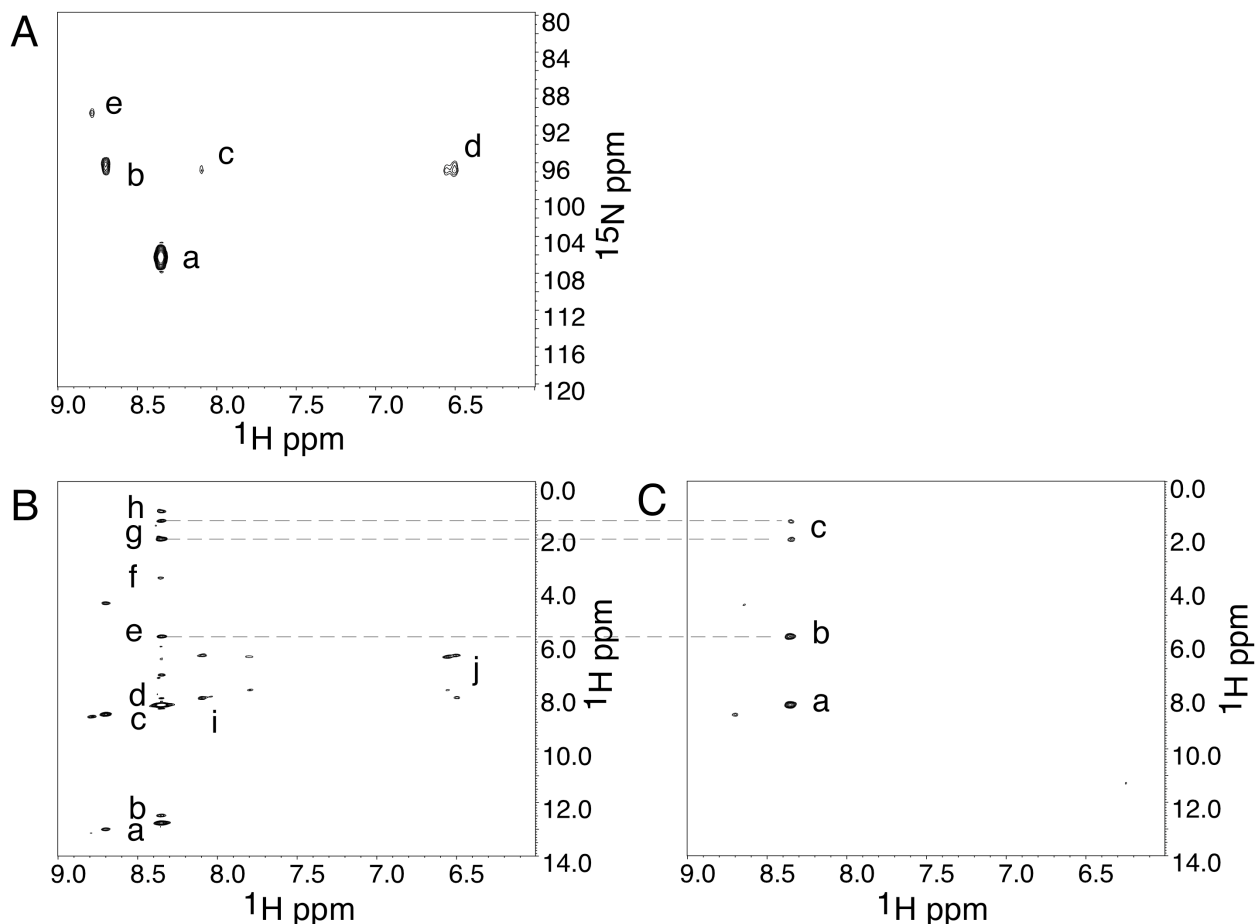 A
80
84
88
92
96
100
104
108
112
116
120
15N ppm
e
b
c
d
a
9.0 8.5 8.0 7.5 7.0 6.5
1H ppm
B
0.0
2.0
4.0
6.0
8.0
10.0
12.0
14.0
1H ppm
h
g
f
e
d
c
b
a
i
j
9.0 8.5 8.0 7.5 7.0 6.5
1H ppm
C
0.0
2.0
4.0
6.0
8.0
10.0
12.0
14.0
1H ppm
c
b
a
9.0 8.5 8.0 7.5 7.0 6.5
1H ppm